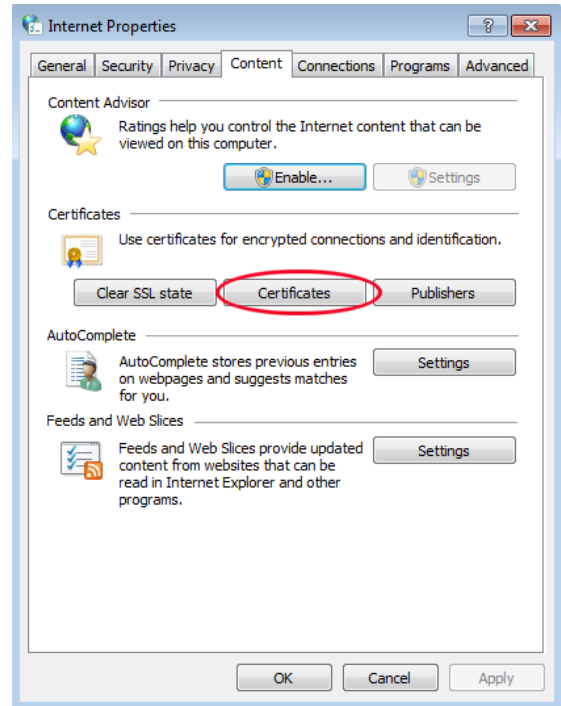 Internet Properties
General Security Privacy Content Connections Programs Advanced
Content Advisor
Ratings help you control the Internet content that can be
viewed on this computer.
Enable... Settings
Certificates
Use certificates for encrypted connections and identification.
Clear SSL state Certificates Publishers
AutoComplete
AutoComplete stores previous entries
on webpages and suggests matches
for you.
Settings
Feeds and Web Slices
Feeds and Web Slices provide updated
content from websites that can be
read in Internet Explorer and other
programs.
Settings
OK Cancel Apply